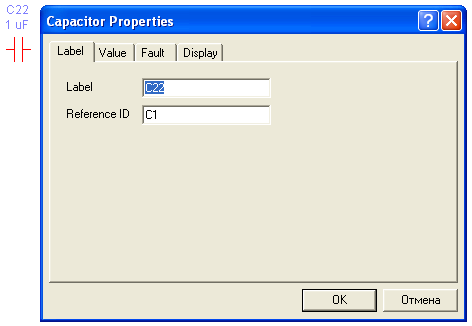 C22
1 uF
Capacitor Properties
Label Value Fault Display
Label C22
Reference ID C1
OK Отмена